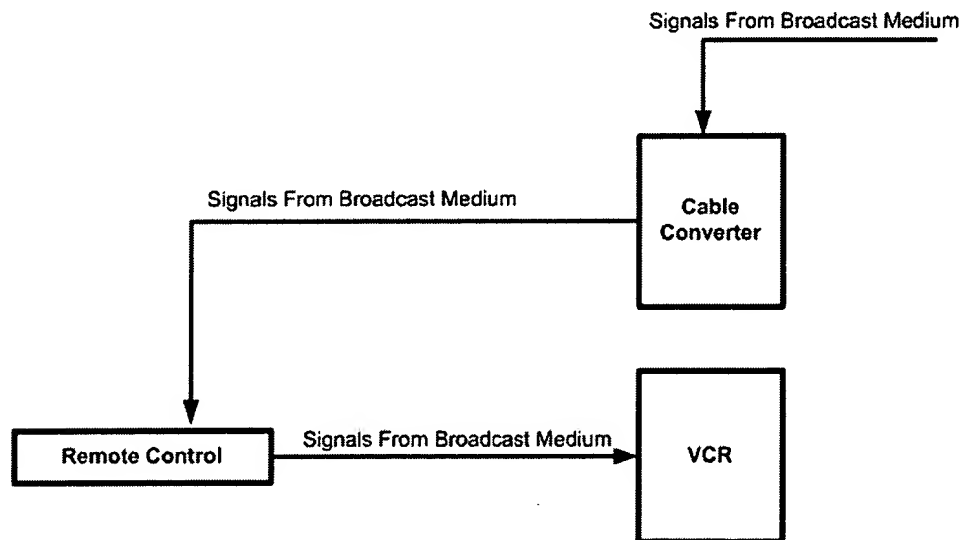 Signals From Broadcast Medium
Cable
Converter
Signals From Broadcast Medium
Remote Control
Signals From Broadcast Medium
VCR